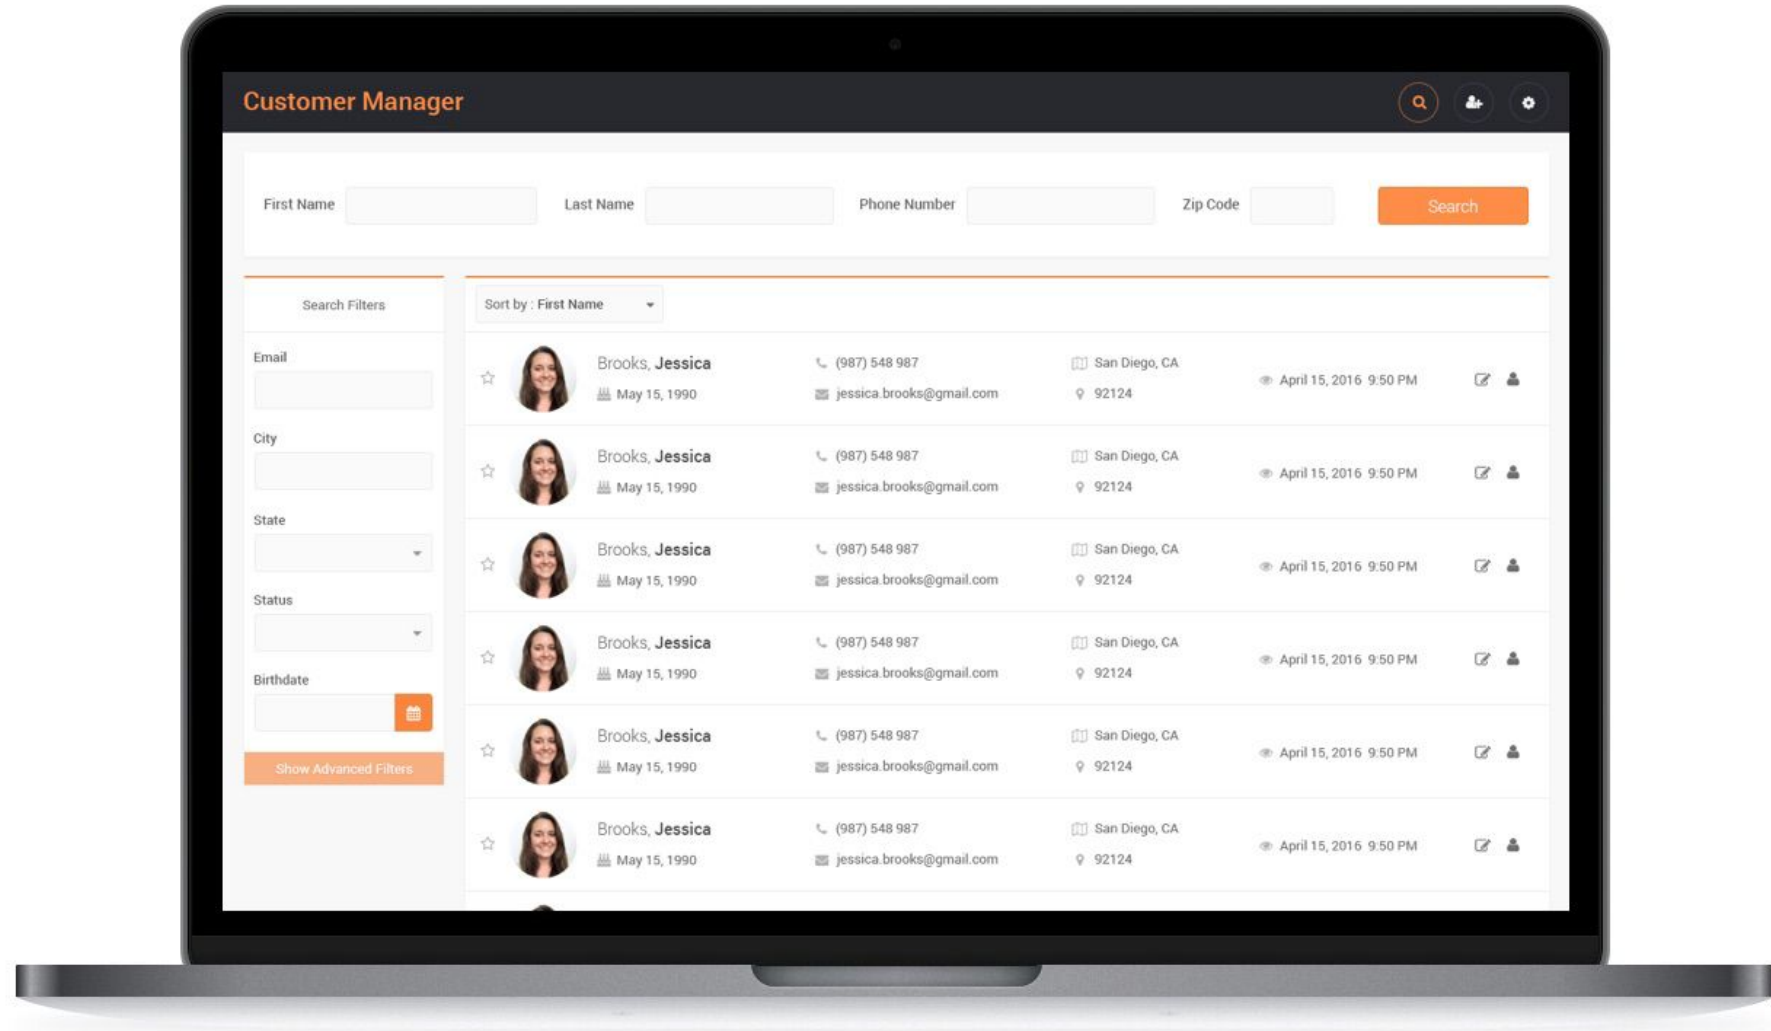 Customer Manager
First Name Last Name Phone Number Zip Code Search
Search Filters
Email
City
State
Status
Birthdate
Show Advanced Filters
Sort by : First Name
Brooks, Jessica (987) 548 987 San Diego, CA
May 15, 1990 jessica.brooks@gmail.com 92124 April 15, 2016 9:50 PM
Brooks, Jessica (987) 548 987 San Diego, CA
May 15, 1990 jessica.brooks@gmail.com 92124 April 15, 2016 9:50 PM
Brooks, Jessica (987) 548 987 San Diego, CA
May 15, 1990 jessica.brooks@gmail.com 92124 April 15, 2016 9:50 PM
Brooks, Jessica (987) 548 987 San Diego, CA
May 15, 1990 jessica.brooks@gmail.com 92124 April 15, 2016 9:50 PM
Brooks, Jessica (987) 548 987 San Diego, CA
May 15, 1990 jessica.brooks@gmail.com 92124 April 15, 2016 9:50 PM
Brooks, Jessica (987) 548 987 San Diego, CA
May 15, 1990 jessica.brooks@gmail.com 92124 April 15, 2016 9:50 PM